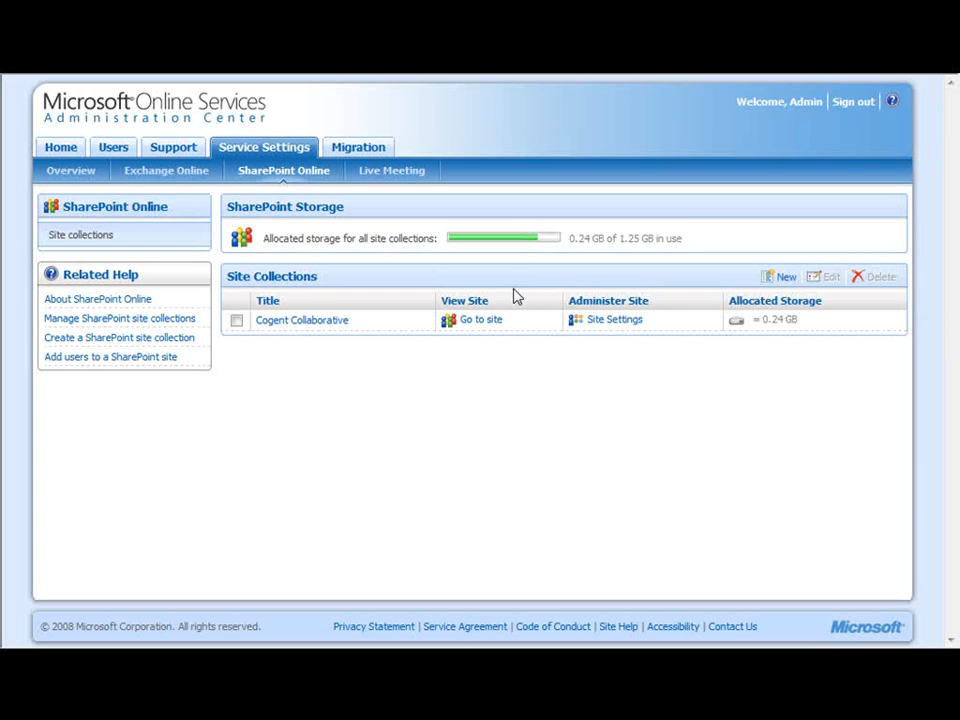 Microsoft Online Services
Administration Center
Welcome, Admin | Sign out
Home Users Support Service Settings Migration
Overview Exchange Online SharePoint Online Live Meeting
SharePoint Online
Site collections
Related Help
About SharePoint Online
Manage SharePoint site collections
Create a SharePoint site collection
Add users to a SharePoint site
SharePoint Storage
Allocated storage for all site collections: 0.24 GB of 1.25 GB in use
Site Collections New Edit Delete
Title View Site Administer Site Allocated Storage
Cogent Collaborative Go to site Site Settings = 0.24 GB
© 2008 Microsoft Corporation. All rights reserved. Privacy Statement | Service Agreement | Code of Conduct | Site Help | Accessibility | Contact Us Microsoft